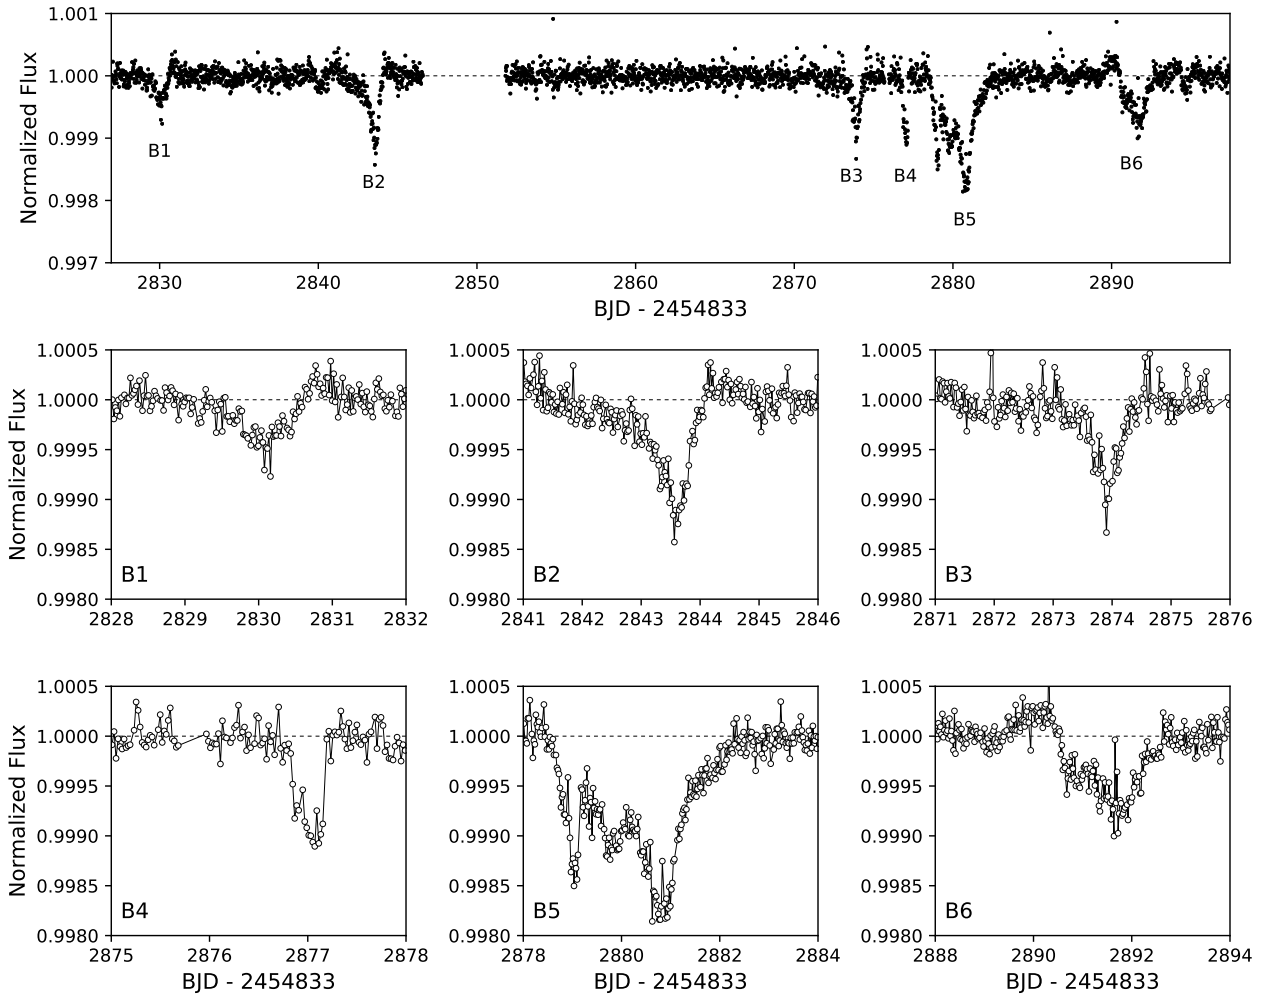 1.001
1.000
0.999
0.998
0.997
Normalized Flux
B1
B2
B3
B4
B5
B6
2830 2840 2850 2860 2870 2880 2890
BJD - 2454833
1.0005
1.0000
0.9995
0.9990
0.9985
0.9980
Normalized Flux
B1
2828 2829 2830 2831 2832
1.0005
1.0000
0.9995
0.9990
0.9985
0.9980
B2
2841 2842 2843 2844 2845 2846
1.0005
1.0000
0.9995
0.9990
0.9985
0.9980
B3
2871 2872 2873 2874 2875 2876
1.0005
1.0000
0.9995
0.9990
0.9985
0.9980
Normalized Flux
B4
2875 2876 2877 2878
BJD - 2454833
1.0005
1.0000
0.9995
0.9990
0.9985
0.9980
B5
2878 2880 2882 2884
BJD - 2454833
1.0005
1.0000
0.9995
0.9990
0.9985
0.9980
B6
2888 2890 2892 2894
BJD - 2454833